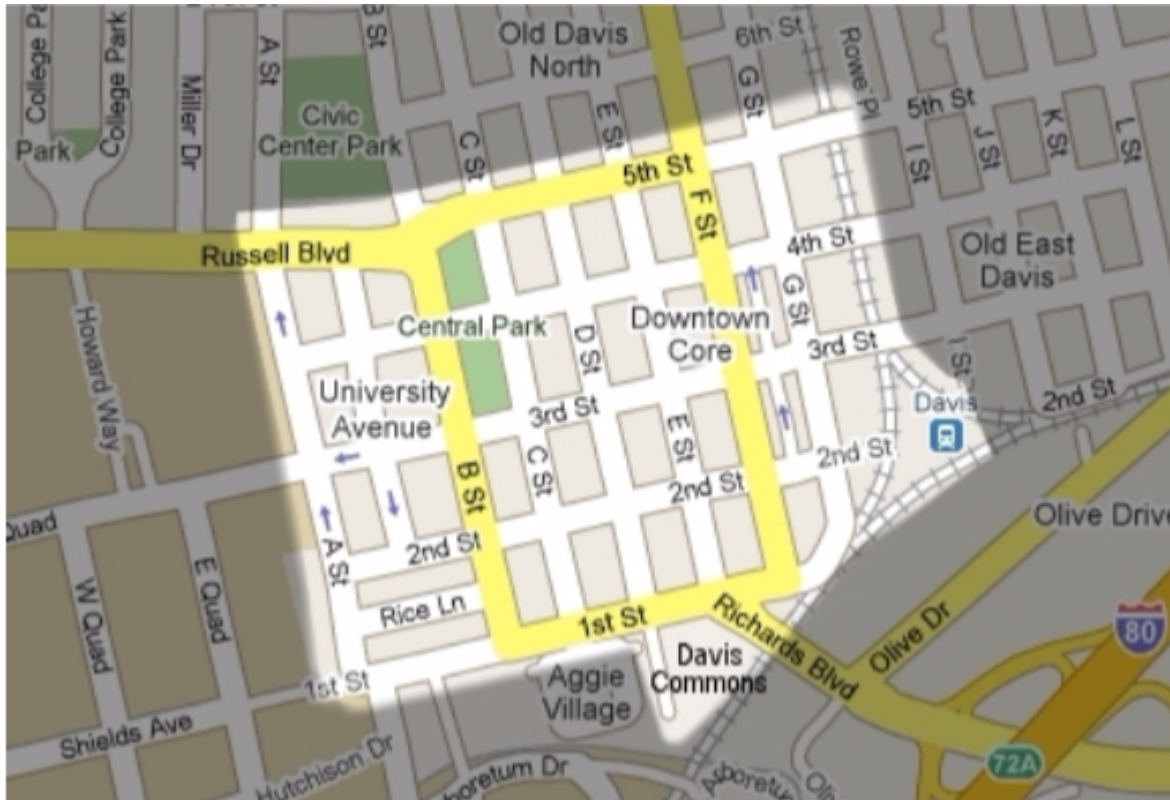 College Park
College Park
Park
Miller Dr
A St
B St
Civic
Center Park
Old Davis
North
6th St
Rowe Pl
G St
E St
C St
5th St
I St
J St
K St
L St
5th St
F St
Russell Blvd
4th St
Old East
Davis
Howard Way
Central Park
D St
Downtown
Core
G St
3rd St
I St
2nd St
University
Avenue
3rd St
Davis
E St
C St
B St
2nd St
2nd St
Quad
Olive Drive
A St
2nd St
E Quad
W Quad
Rice Ln
1st St
Richards Blvd
Olive Dr
80
Davis
Commons
Aggie
Village
1st St
Shields Ave
Hutchison Dr
boretum Dr
boretum
72A